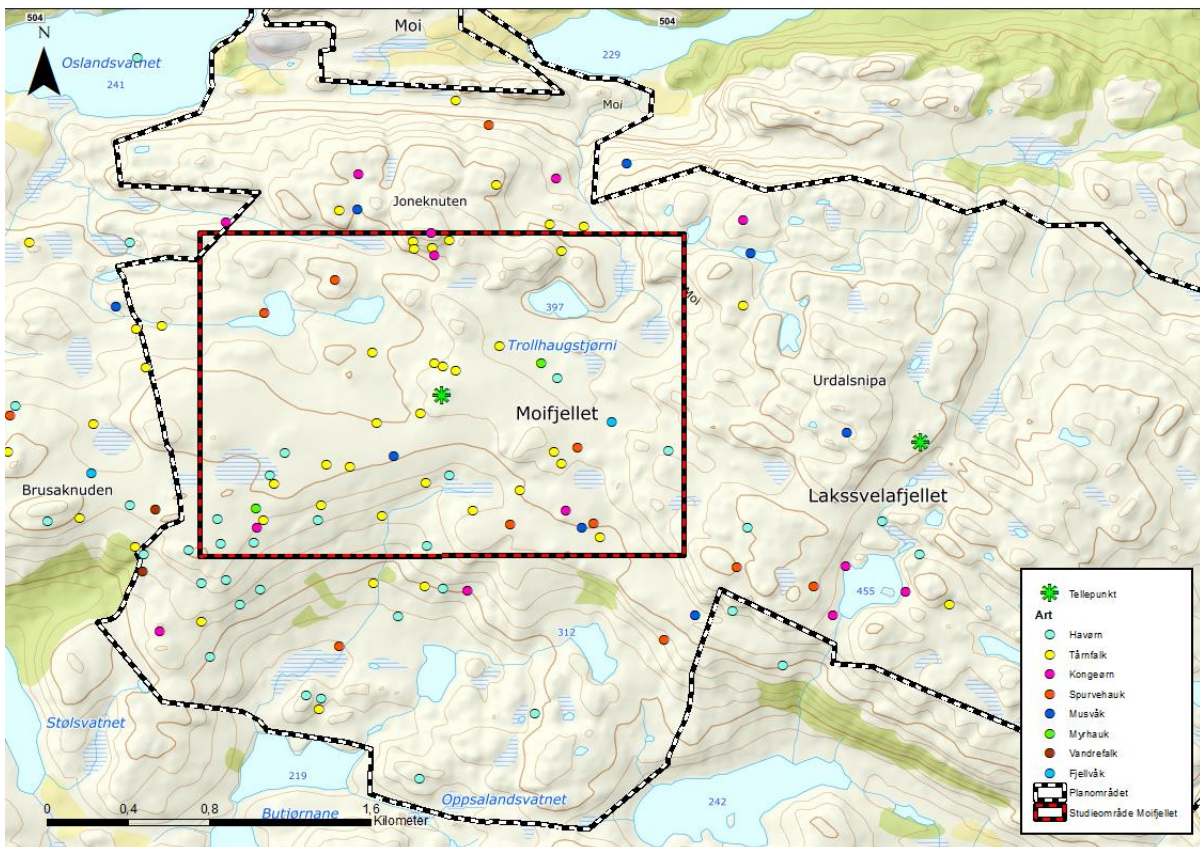 504
Moi
504
N
229
Oslandsvatnet
241
Moi
Joneknuten
Moi
397
Trollhaugstjørni
Urdalsnipa
Moifjellet
Brusaknuden
Lakssvelafjellet
455
312
Stølsvatnet
219
Butjørnane
Oppsalandsvatnet
242
0 0,4 0,8 1,6
Kilometer
Tellepunkt
Art
Havørn
Tårnfalk
Kongeørn
Spurvehauk
Musvåk
Myrhauk
Vandrefalk
Fjellvåk
Planområdet
Studieområde Moifjellet